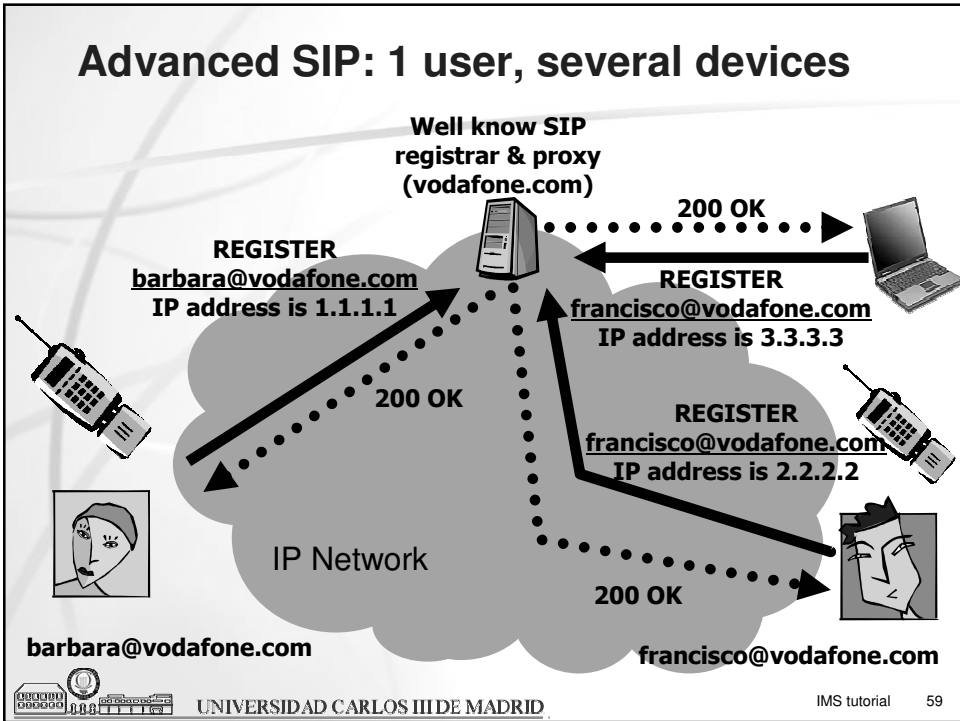 Advanced SIP: 1 user, several devices
Well know SIP
registrar & proxy
(vodafone.com)
200 OK
REGISTER
barbara@vodafone.com
IP address is 1.1.1.1
REGISTER
francisco@vodafone.com
IP address is 3.3.3.3
200 OK
REGISTER
francisco@vodafone.com
IP address is 2.2.2.2
IP Network
200 OK
barbara@vodafone.com
francisco@vodafone.com
UNIVERSIDAD CARLOS III DE MADRID
IMS tutorial 59